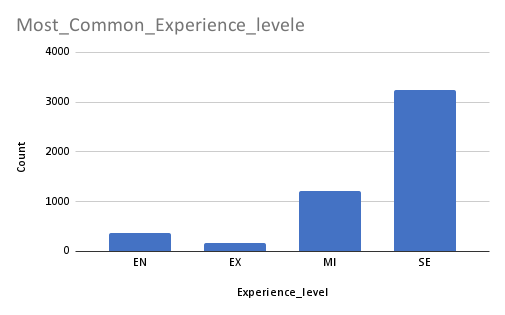 Most_Common_Experience_levele
4000
3000
2000
1000
0
Count
EN EX MI SE
Experience_level